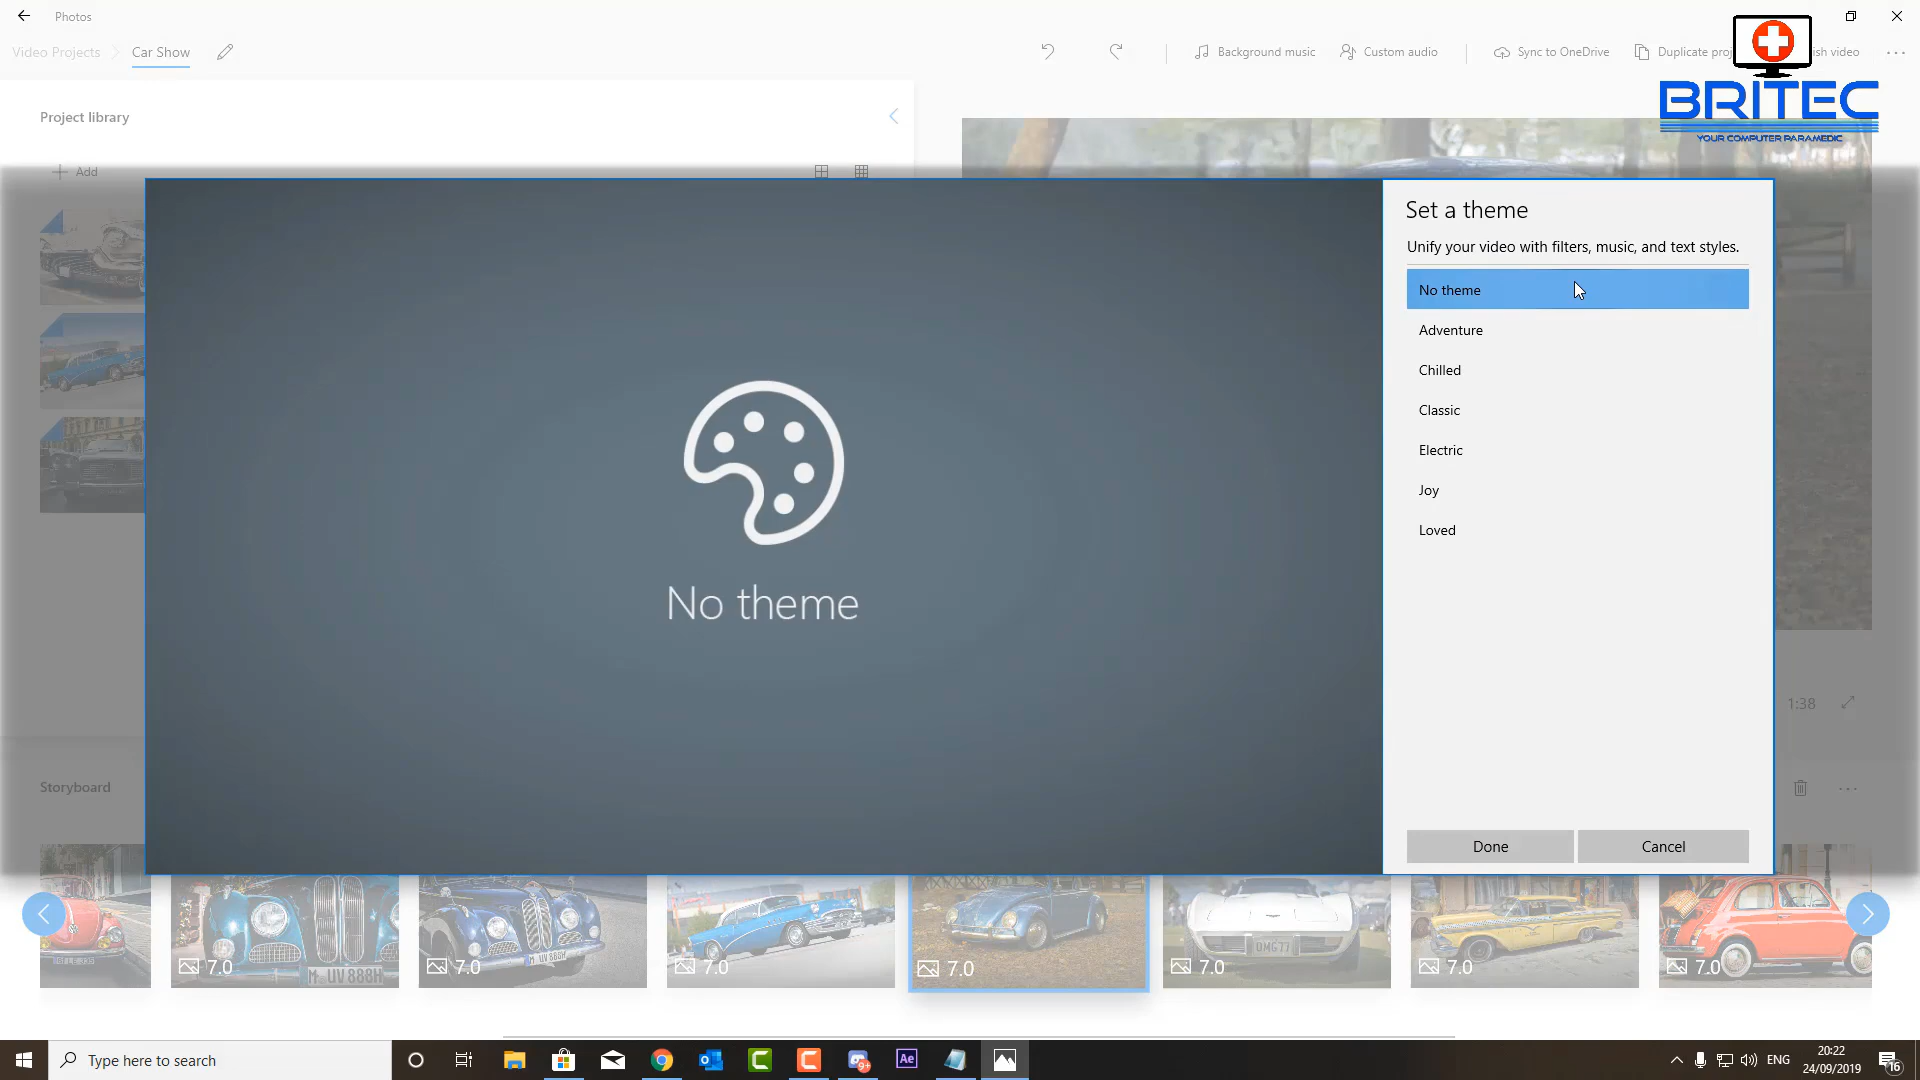 Photos
Video Projects
Car Show
Background music
Custom audio
Sync to OneDrive
Duplicate
video
BRITEC
YOUR COMPUTER PARAMEDIC
Project library
Add
Set a theme
Unify your video with filters, music, and text styles.
No theme
Adventure
Chilled
Classic
Electric
Joy
Loved
No theme
1:38
Storyboard
Done
Cancel
7.0
7.0
7.0
7.0
7.0
7.0
7.0
UMG77
Type here to search
Ae
9+
ENG
20:22
24/09/2019
16